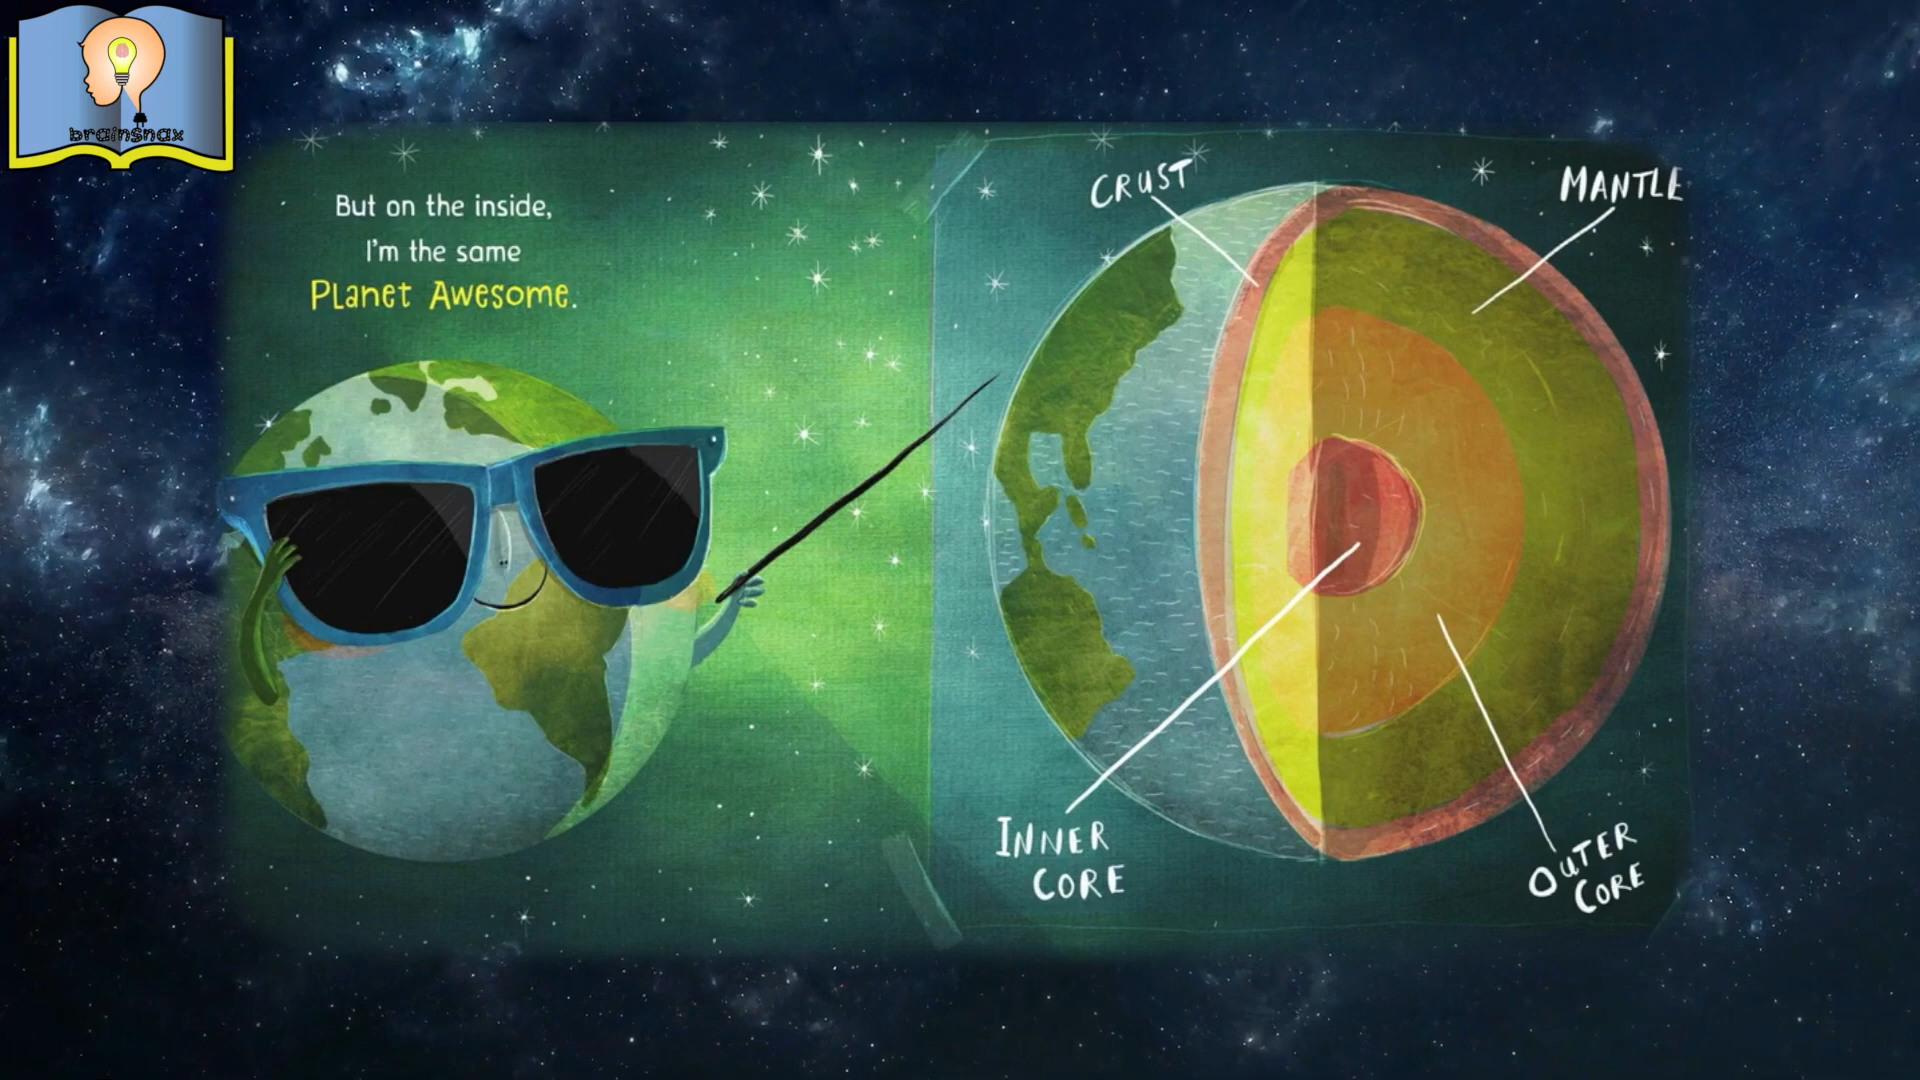 brainsnax
But on the inside,
I'm the same
Planet Awesome.
CRUST
MANTLE
INNER
CORE
OUTER
CORE